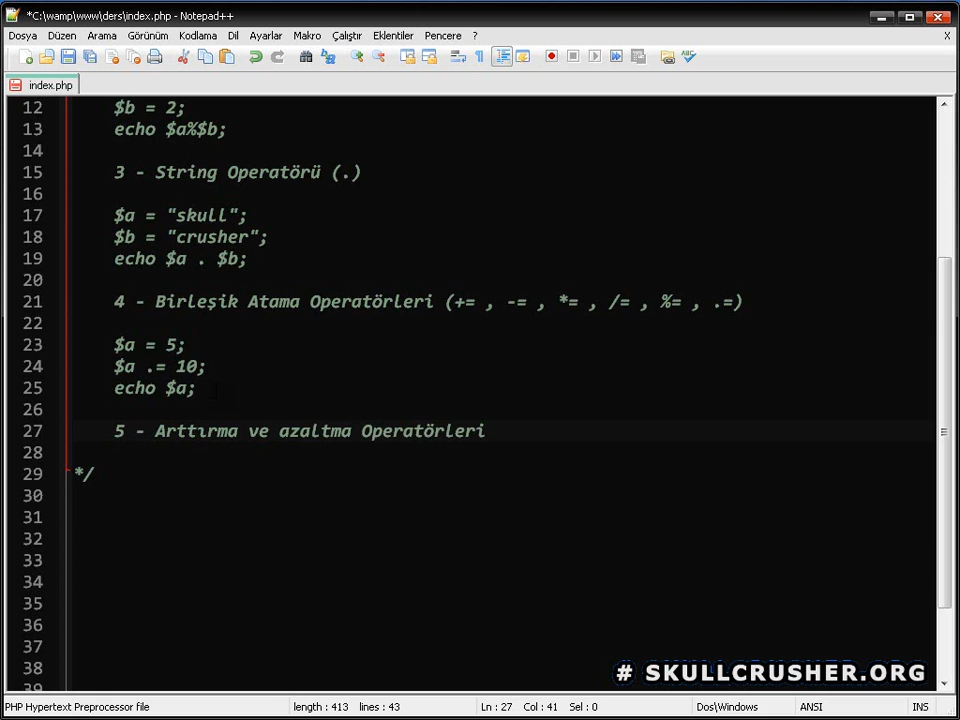 *C:\wamp\www\ders\index.php - Notepad++
Dosya Düzen Arama Görünüm Kodlama Dil Ayarlar Makro Çalıştır Eklentiler Pencere ? X
index.php
12 $b = 2;
13 echo $a%$b;
14
15 3 - String Operatörü (.)
16
17 $a = "skull";
18 $b = "crusher";
19 echo $a . $b;
20
21 4 - Birleşik Atama Operatörleri (+= , -= , *= , /= , %= , .=)
22
23 $a = 5;
24 $a .= 10;
25 echo $a;
26
27 5 - Arttırma ve azaltma Operatörleri
28
29 */
30
31
32
33
34
35
36
37
38
39
# SKULLCRUSHER.ORG
PHP Hypertext Preprocessor file length : 413 lines : 43 Ln : 27 Col : 41 Sel : 0 Dos\Windows ANSI INS